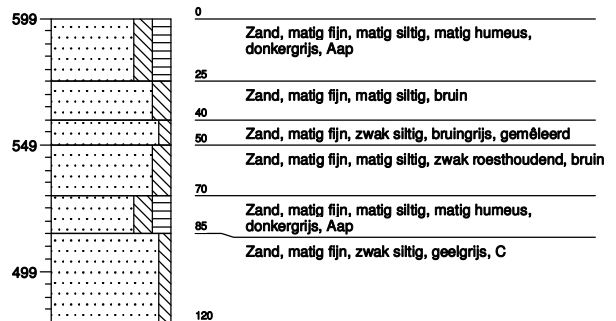 599
0
Zand, matig fijn, matig siltig, matig humeus,
donkergrijs, Aap
25
Zand, matig fijn, matig siltig, bruin
40
Zand, matig fijn, zwak siltig, bruingrijs, gemêleerd
549
50
Zand, matig fijn, matig siltig, zwak roesthoudend, bruin
70
Zand, matig fijn, matig siltig, matig humeus,
donkergrijs, Aap
85
Zand, matig fijn, zwak siltig, geelgrijs, C
499
120